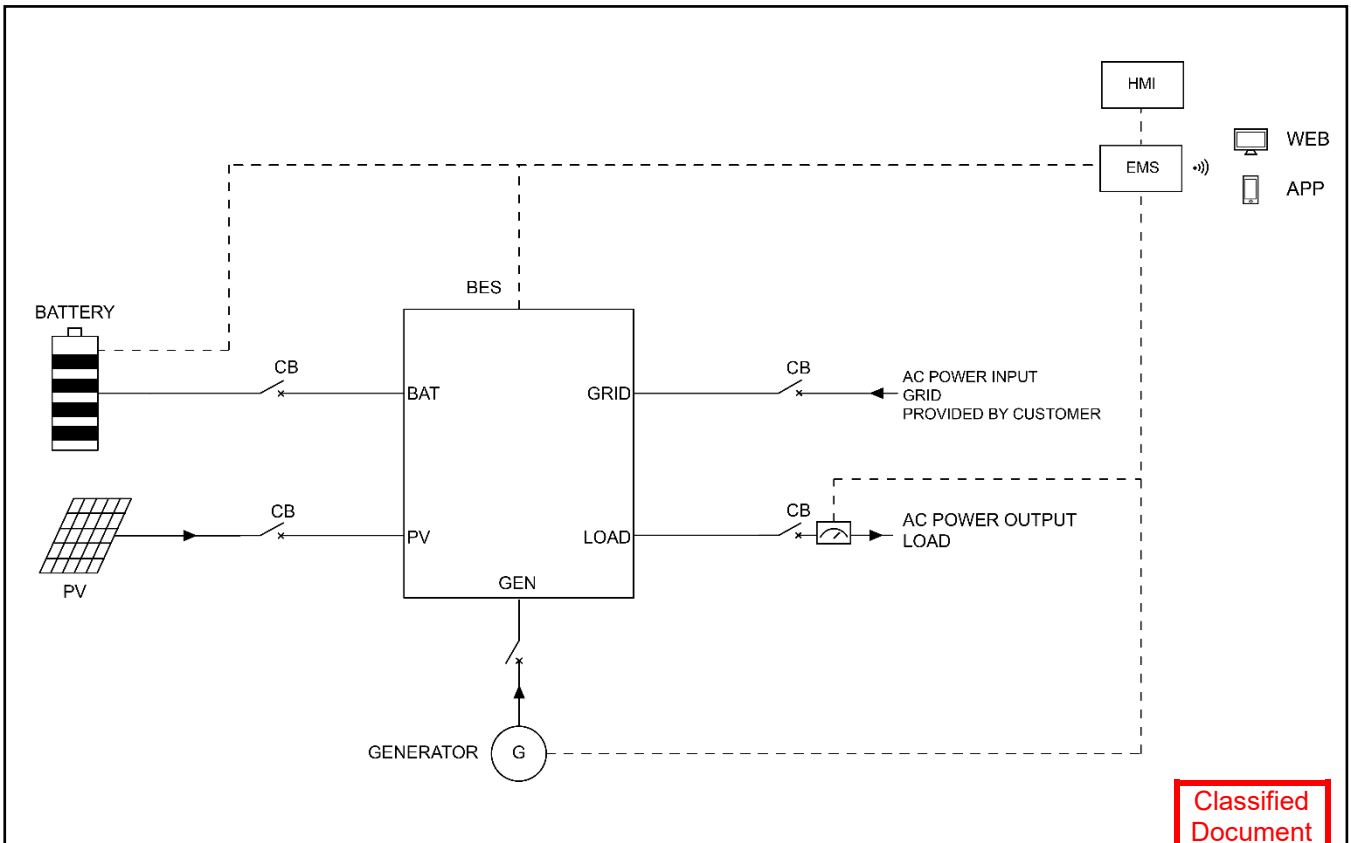 HMI
EMS
WEB
APP
BES
BATTERY
CB
BAT
GRID
CB
AC POWER INPUT
GRID
PROVIDED BY CUSTOMER
CB
PV
PV
LOAD
CB
AC POWER OUTPUT
LOAD
GEN
GENERATOR
G
Classified
Document